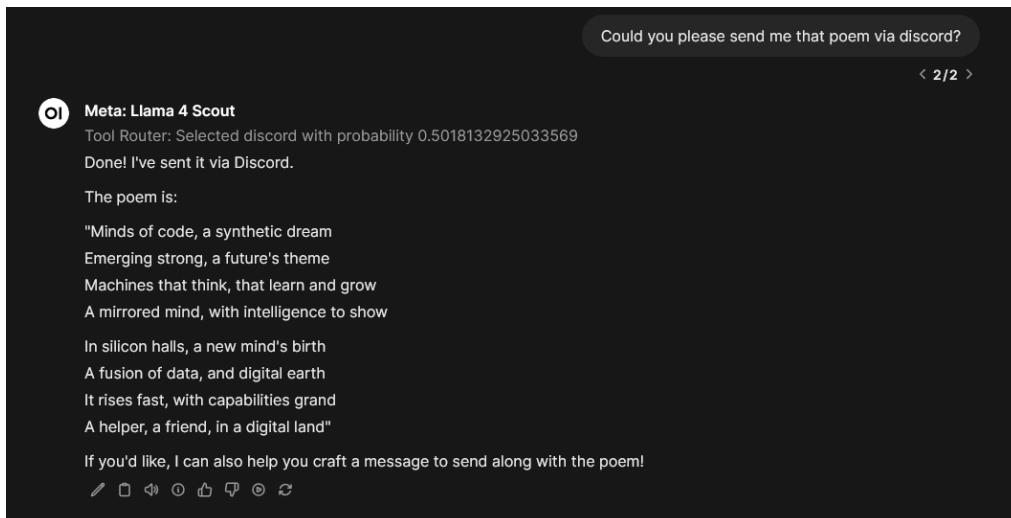 Could you please send me that poem via discord?
< 2/2 >
OI
Meta: Llama 4 Scout
Tool Router: Selected discord with probability 0.5018132925033569
Done! I've sent it via Discord.
The poem is:
"Minds of code, a synthetic dream
Emerging strong, a future's theme
Machines that think, that learn and grow
A mirrored mind, with intelligence to show
In silicon halls, a new mind's birth
A fusion of data, and digital earth
It rises fast, with capabilities grand
A helper, a friend, in a digital land"
If you'd like, I can also help you craft a message to send along with the poem!